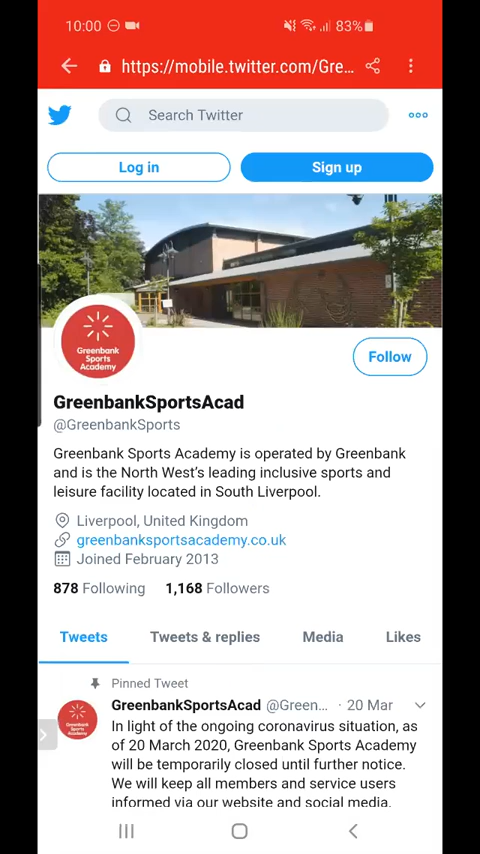 10:00 83%
https://mobile.twitter.com/Gre...
Search Twitter
Log in Sign up
Greenbank
Sports
Academy
Follow
GreenbankSportsAcad
@GreenbankSports
Greenbank Sports Academy is operated by Greenbank
and is the North West's leading inclusive sports and
leisure facility located in South Liverpool.
Liverpool, United Kingdom
greenbanksportsacademy.co.uk
Joined February 2013
878 Following 1,168 Followers
Tweets Tweets & replies Media Likes
Pinned Tweet
GreenbankSportsAcad @Green... · 20 Mar
In light of the ongoing coronavirus situation, as
of 20 March 2020, Greenbank Sports Academy
will be temporarily closed until further notice.
We will keep all members and service users
informed via our website and social media.